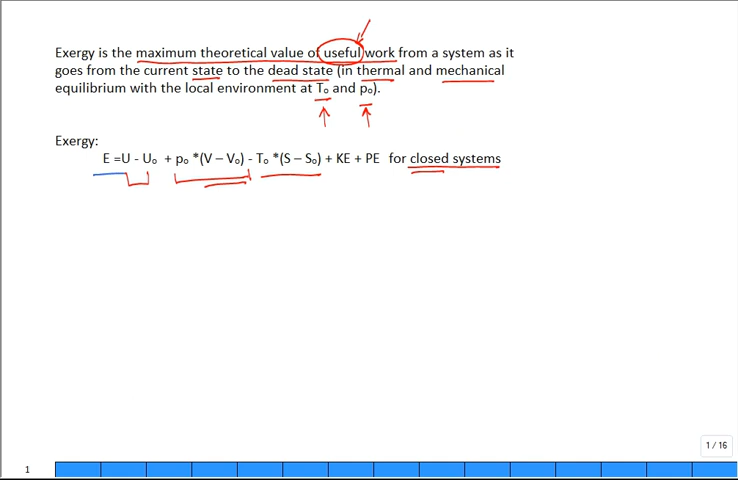 Exergy is the maximum theoretical value of useful work from a system as it
goes from the current state to the dead state (in thermal and mechanical
equilibrium with the local environment at T₀ and p₀).
Exergy:
E =U - U₀ + p₀ *(V – V₀) - T₀ *(S – S₀) + KE + PE for closed systems
1 / 16
1